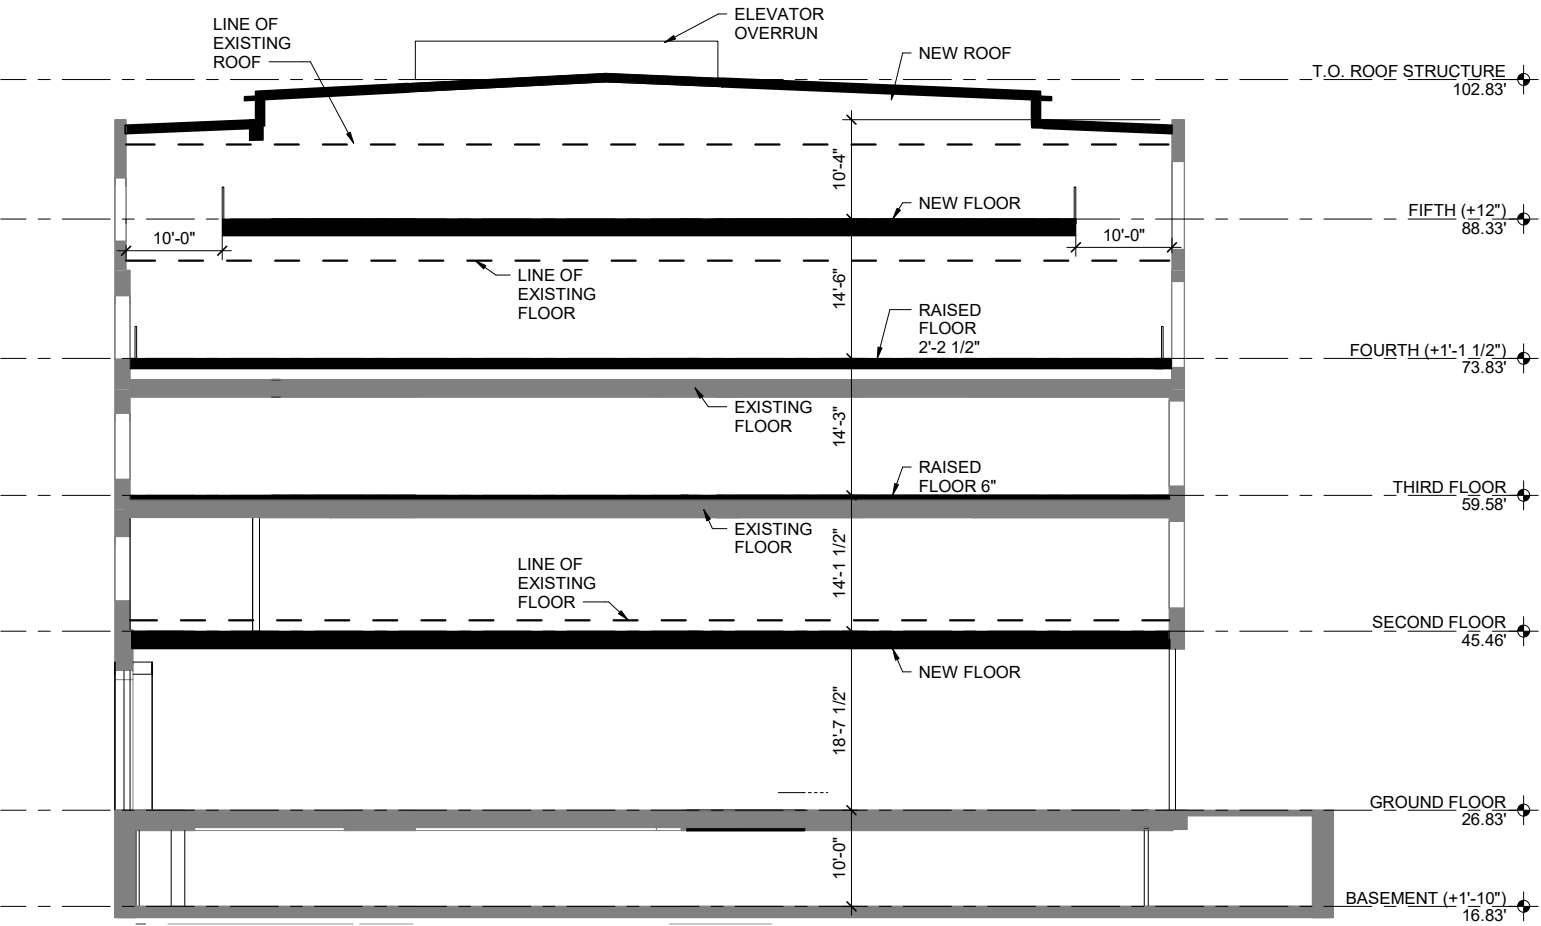 ELEVATOR
OVERRUN
LINE OF
EXISTING
ROOF
NEW ROOF
T.O. ROOF STRUCTURE
102.83'
10'-4"
NEW FLOOR
FIFTH (+12")
88.33'
10'-0"
10'-0"
LINE OF
EXISTING
FLOOR
14'-6"
RAISED
FLOOR
2'-2 1/2"
FOURTH (+1'-1 1/2")
73.83'
EXISTING
FLOOR
14'-3"
RAISED
FLOOR 6"
THIRD FLOOR
59.58'
EXISTING
FLOOR
14'-1 1/2"
LINE OF
EXISTING
FLOOR
SECOND FLOOR
45.46'
NEW FLOOR
18'-7 1/2"
GROUND FLOOR
26.83'
10'-0"
BASEMENT (+1'-10")
16.83'